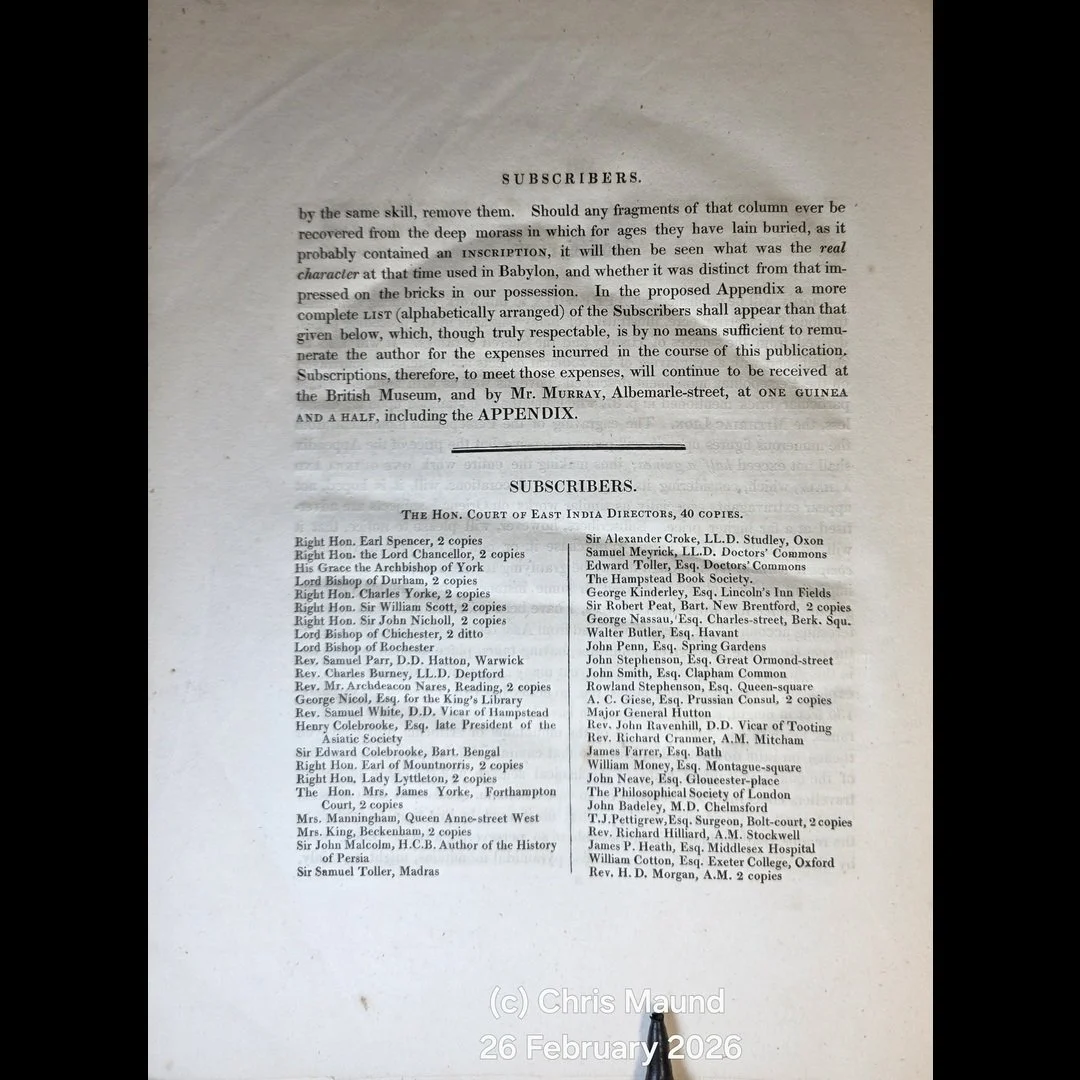 SUBSCRIBERS.
by the same skill, remove them. Should any fragments of that column ever be
recovered from the deep morass in which for ages they have lain buried, as it
probably contained an INSCRIPTION, it will then be seen what was the real
character at that time used in Babylon, and whether it was distinct from that im-
pressed on the bricks in our possession. In the proposed Appendix a more
complete LIST (alphabetically arranged) of the Subscribers shall appear than that
given below, which, though truly respectable, is by no means sufficient to remu-
nerate the author for the expenses incurred in the course of this publication.
Subscriptions, therefore, to meet those expenses, will continue to be received at
the British Museum, and by Mr. MURRAY, Albemarle-street, at ONE GUINEA
AND A HALF, including the APPENDIX.
SUBSCRIBERS.
THE HON. COURT OF EAST INDIA DIRECTORS, 40 COPIES.
Right Hon. Earl Spencer, 2 copies
Right Hon. the Lord Chancellor, 2 copies
His Grace the Archbishop of York
Lord Bishop of Durham, 2 copies
Right Hon. Charles Yorke, 2 copies
Right Hon. Sir William Scott, 2 copies
Right Hon. Sir John Nicholl, 2 copies
Lord Bishop of Chichester, 2 ditto
Lord Bishop of Rochester
Rev. Samuel Parr, D.D. Hatton, Warwick
Rev. Charles Burney, LL.D. Deptford
Rev. Mr. Archdeacon Nares, Reading, 2 copies
George Nicol, Esq. for the King's Library
Rev. Samuel White, D.D. Vicar of Hampstead
Henry Colebrooke, Esq. late President of the
Asiatic Society
Sir Edward Colebrooke, Bart. Bengal
Right Hon. Earl of Mountnorris, 2 copies
Right Hon. Lady Lyttleton, 2 copies
The Hon. Mrs. James Yorke, Forthampton
Court, 2 copies
Mrs. Manningham, Queen Anne-street West
Mrs. King, Beckenham, 2 copies
Sir John Malcolm, H.C.B. Author of the History
of Persia
Sir Samuel Toller, Madras
Sir Alexander Croke, LL.D. Studley, Oxon
Samuel Meyrick, LL.D. Doctors' Commons
Edward Toller, Esq. Doctors' Commons
The Hampstead Book Society.
George Kinderley, Esq. Lincoln's Inn Fields
Sir Robert Peat, Bart. New Brentford, 2 copies
George Nassau, Esq. Charles-street, Berk. Squ.
Walter Butler, Esq. Havant
John Penn, Esq. Spring Gardens
John Stephenson, Esq. Great Ormond-street
John Smith, Esq. Clapham Common
Rowland Stephenson, Esq. Queen-square
A. C. Giese, Esq. Prussian Consul, 2 copies
Major General Hutton
Rev. John Ravenhill, D.D. Vicar of Tooting
Rev. Richard Cranmer, A.M. Mitcham
James Farrer, Esq. Bath
William Money, Esq. Montague-square
John Neave, Esq. Gloucester-place
The Philosophical Society of London
John Badeley, M.D. Chelmsford
T.J.Pettigrew, Esq. Surgeon, Bolt-court, 2 copies
Rev. Richard Hilliard, A.M. Stockwell
James P. Heath, Esq. Middlesex Hospital
William Cotton, Esq. Exeter College, Oxford
Rev. H. D. Morgan, A.M. 2 copies
(c) Chris Maund
26 February 2026